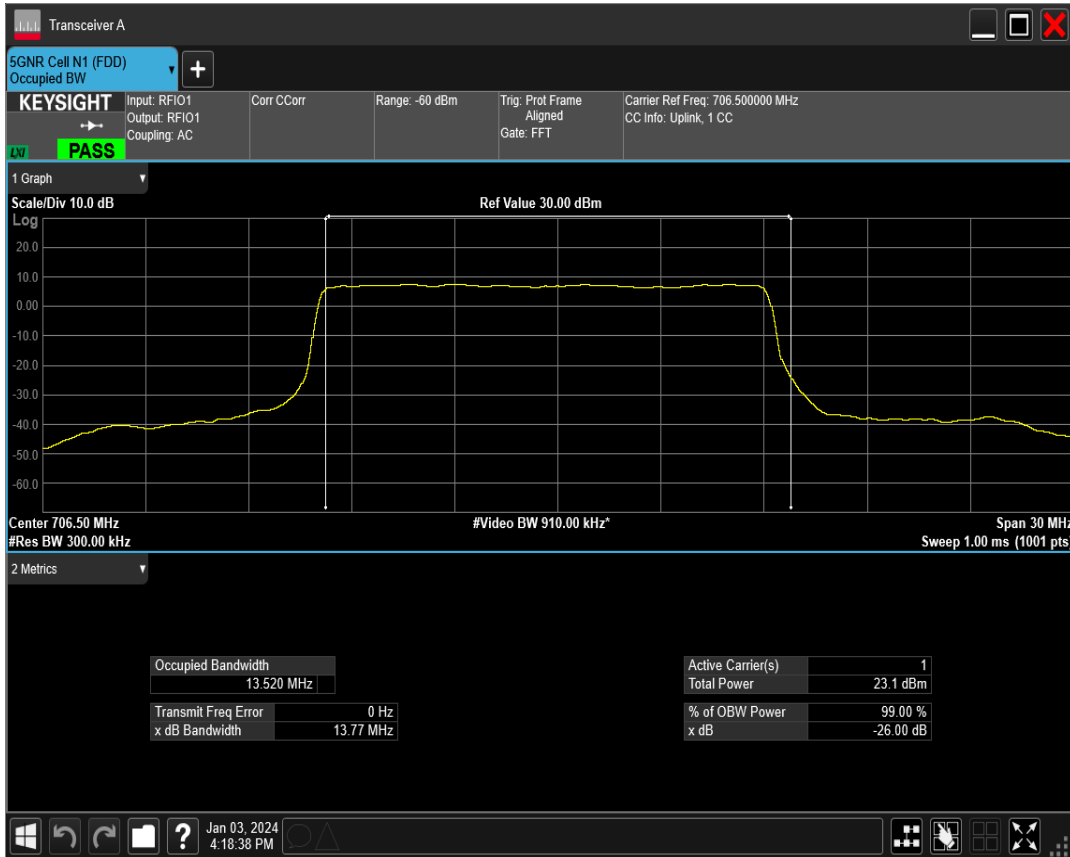 Transceiver A
5GNR Cell N1 (FDD)
Occupied BW
+
KEYSIGHT
LXI
PASS
Input: RFIO1
Output: RFIO1
Coupling: AC
Corr CCorr
Range: -60 dBm
Trig: Prot Frame
Aligned
Gate: FFT
Carrier Ref Freq: 706.500000 MHz
CC Info: Uplink, 1 CC
1 Graph
Scale/Div 10.0 dB
Ref Value 30.00 dBm
Log
20.0
10.0
0.00
-10.0
-20.0
-30.0
-40.0
-50.0
-60.0
Center 706.50 MHz
#Video BW 910.00 kHz*
Span 30 MHz
#Res BW 300.00 kHz
Sweep 1.00 ms (1001 pts)
2 Metrics
Occupied Bandwidth
13.520 MHz
Transmit Freq Error 0 Hz
x dB Bandwidth 13.77 MHz
Active Carrier(s) 1
Total Power 23.1 dBm
% of OBW Power 99.00 %
x dB -26.00 dB
?
Jan 03, 2024
4:18:38 PM